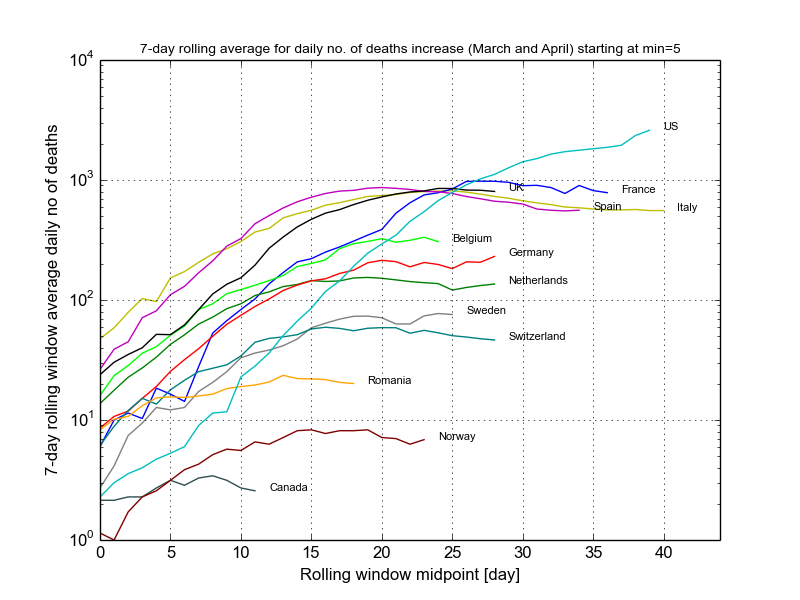 7-day rolling average for daily no. of deaths increase (March and April) starting at min=5
7-day rolling window average daily no of deaths
10^4
10^3
10^2
10^1
10^0
US
UK
France
Spain
Italy
Belgium
Germany
Netherlands
Sweden
Switzerland
Romania
Norway
Canada
0 5 10 15 20 25 30 35 40
Rolling window midpoint [day]